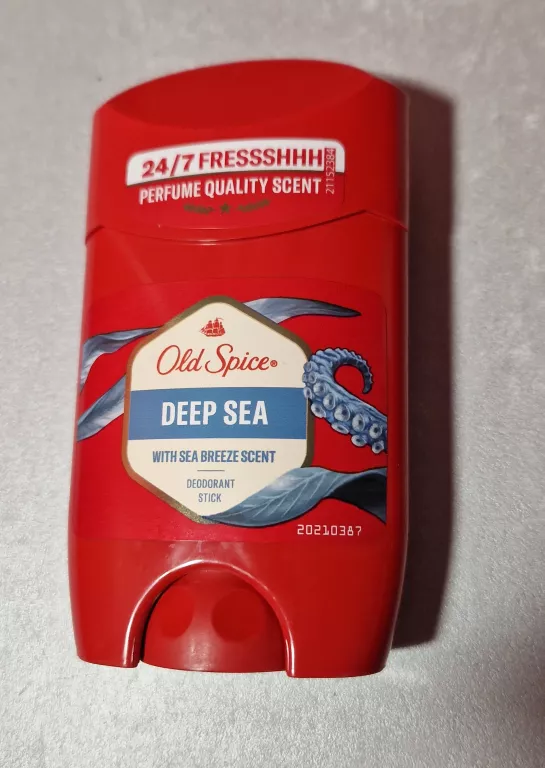 24/7 FRESSSHHH
PERFUME QUALITY SCENT
21152384
Old Spice®
DEEP SEA
WITH SEA BREEZE SCENT
DEODORANT
STICK
20210387